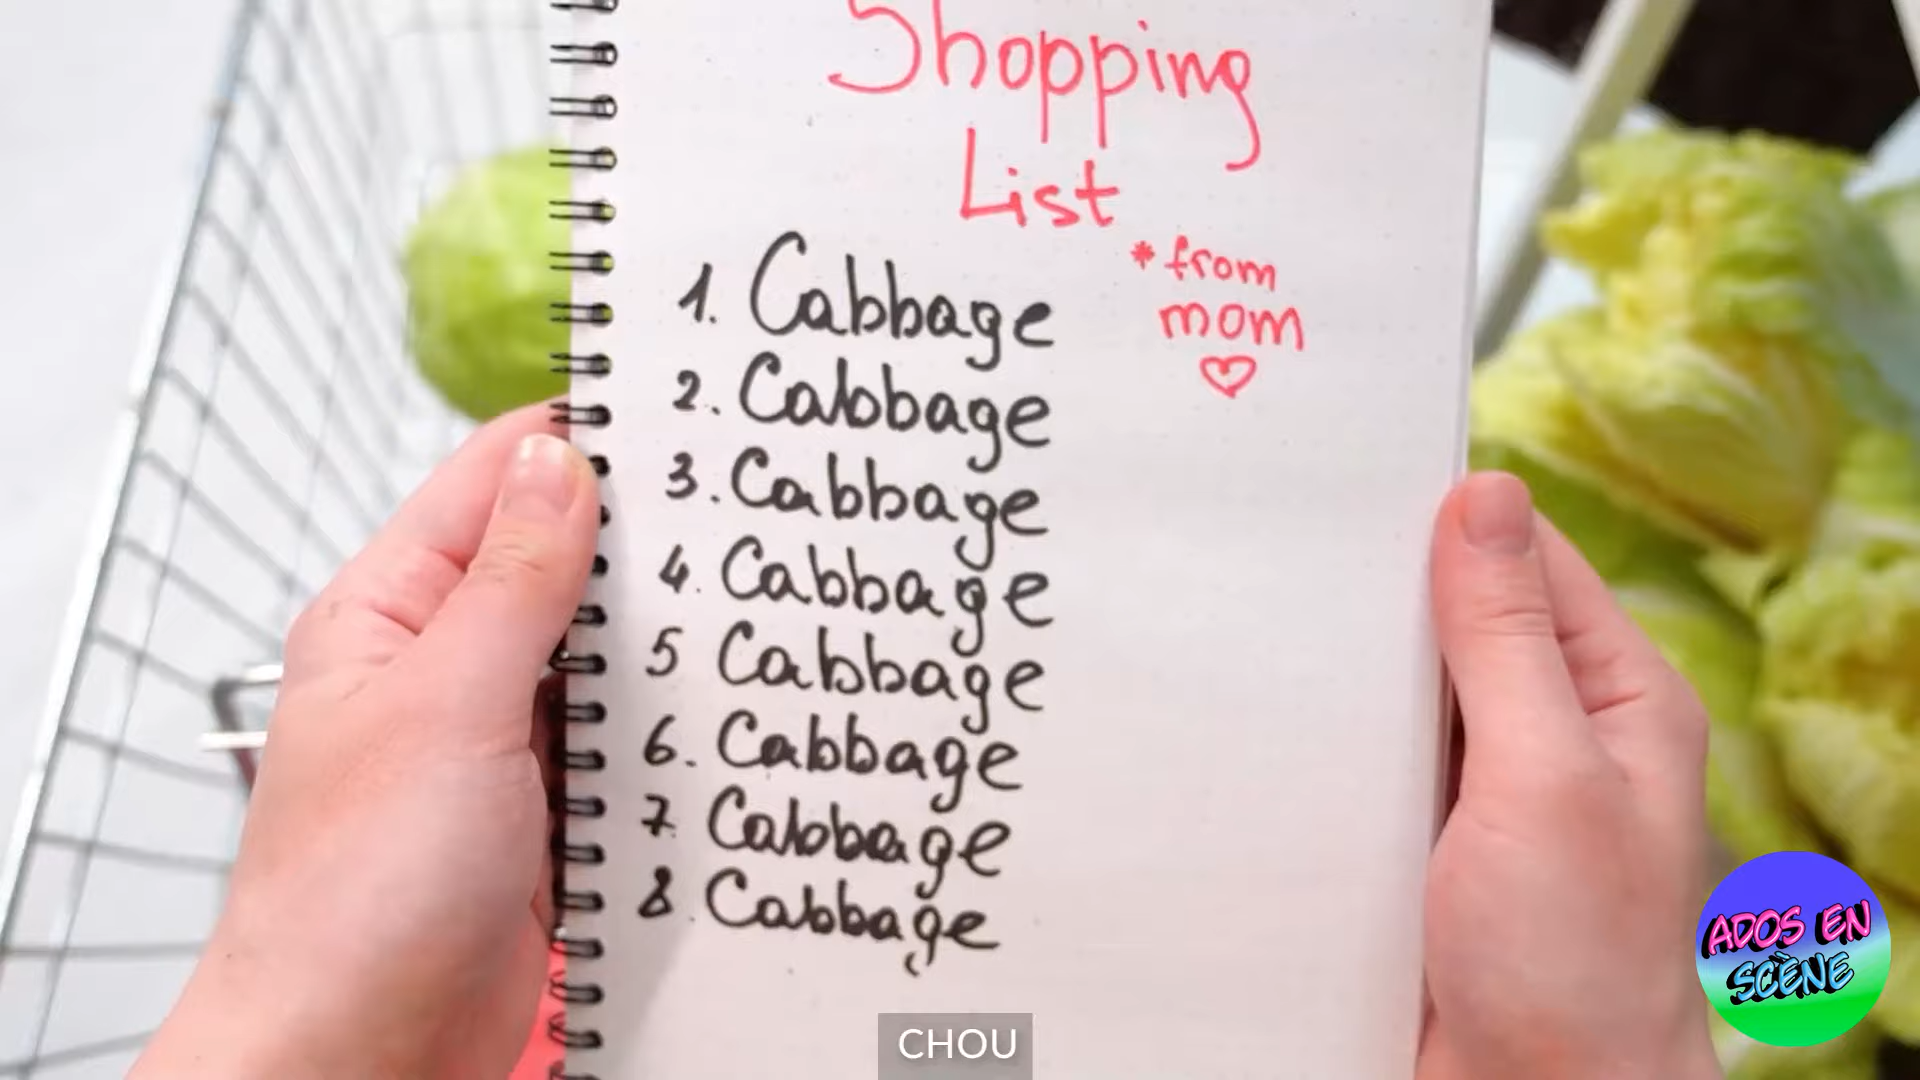 Shopping
List
*from
mom
1. Cabbage
2. Cabbage
3. Cabbage
4. Cabbage
5 Cabbage
6. Cabbage
7. Cabbage
8. Cabbage
CHOU
ADOS EN
SCÈNE